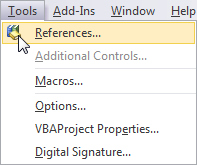 Tools Add-Ins Window Help
References...
Additional Controls...
Macros...
Options...
VBAProject Properties...
Digital Signature...